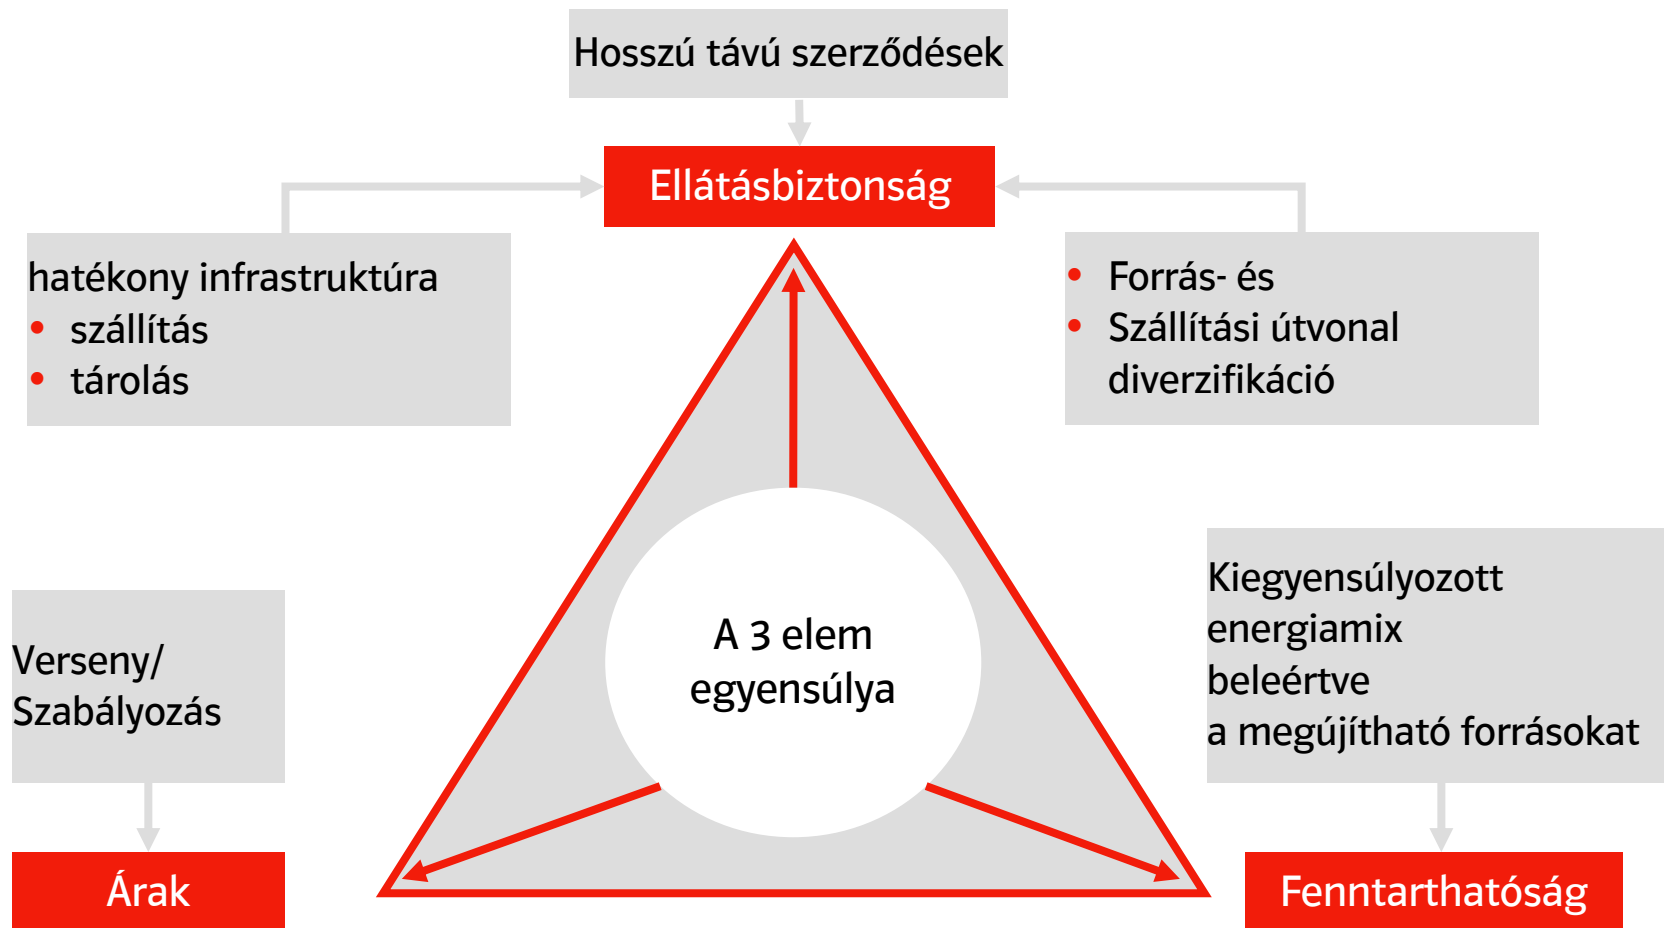 Hosszú távú szerződések
Ellátásbiztonság
hatékony infrastruktúra
• szállítás
• tárolás
• Forrás- és
• Szállítási útvonal
diverzifikáció
A 3 elem
egyensúlya
Verseny/
Szabályozás
Árak
Kiegyensúlyozott
energiamix
beleértve
a megújítható forrásokat
Fenntarthatóság